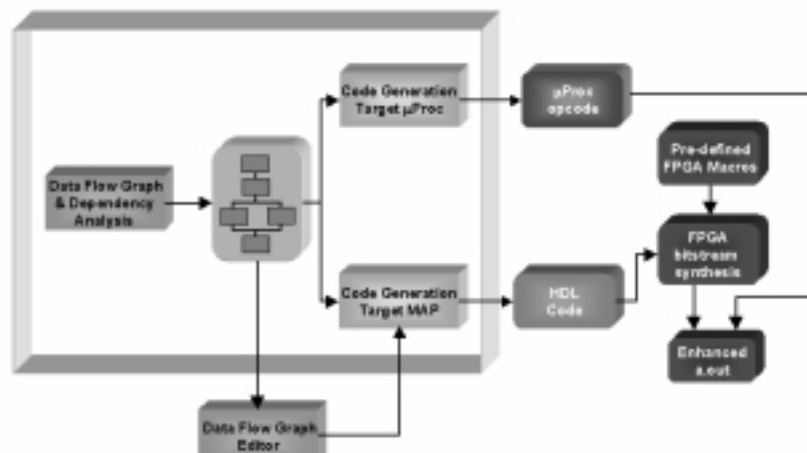 Code Generation
Target µProc
µProc
opcode
Pre-defined
FPGA Macros
Data Flow Graph
& Dependency
Analysis
FPGA
bitstream
synthesis
Code Generation
Target MAP
HDL
Code
Enhanced
a.out
Data Flow Graph
Editor